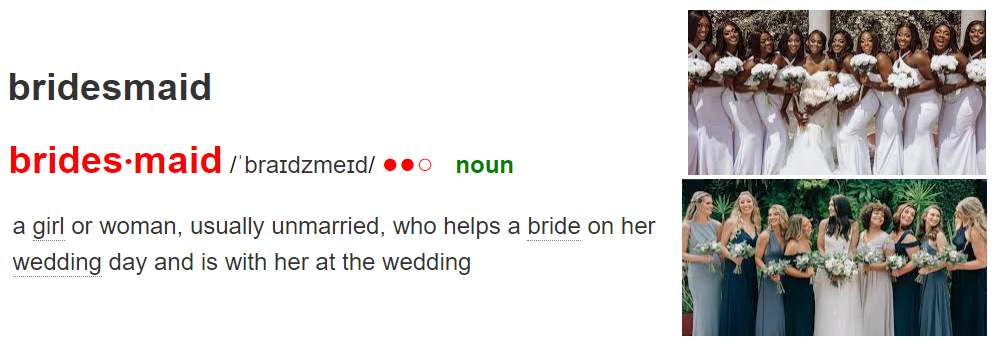 bridesmaid
brides·maid /ˈbraɪdzmeɪd/ ●●○ noun
a girl or woman, usually unmarried, who helps a bride on her
wedding day and is with her at the wedding